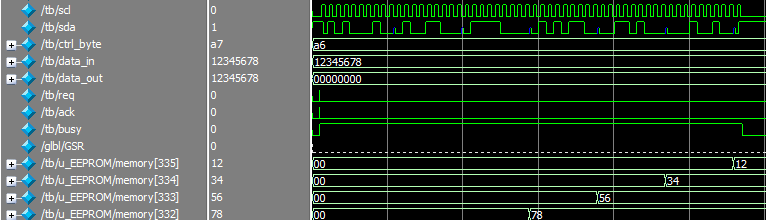 /tb/scl 0
/tb/sda 1
/tb/ctrl_byte a7 a6
/tb/data_in 12345678 12345678
/tb/data_out 12345678 00000000
/tb/req 0
/tb/ack 0
/tb/busy 0
/glbl/GSR 0
/tb/u_EEPROM/memory[335] 12 00 12
/tb/u_EEPROM/memory[334] 34 00 34
/tb/u_EEPROM/memory[333] 56 00 56
/tb/u_EEPROM/memory[332] 78 00 78